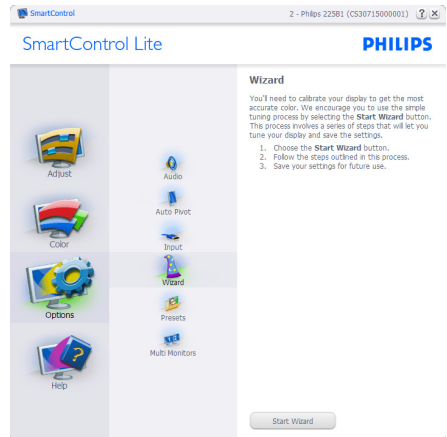 SmartControl
2 - Philips 225B1 (CS30715000001)
SmartControl Lite
PHILIPS
Adjust
Color
Options
Help
Audio
Auto Pivot
Input
Wizard
Presets
Multi Monitors
Wizard
You'll need to calibrate your display to get the most
accurate color. We encourage you to use the simple
tuning process by selecting the Start Wizard button.
This process involves a series of steps that will let you
tune your display and save the settings.
1. Choose the Start Wizard button.
2. Follow the steps outlined in this process.
3. Save your settings for future use.
Start Wizard